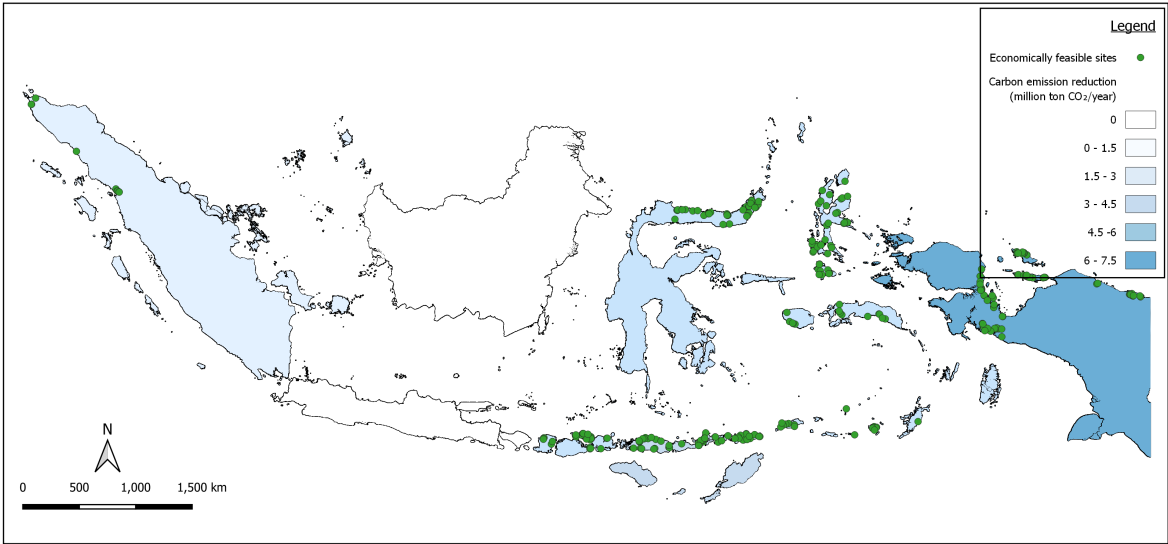 Legend
Economically feasible sites
Carbon emission reduction
(million ton CO₂/year)
0
0 - 1.5
1.5 - 3
3 - 4.5
4.5 -6
6 - 7.5
N
0 500 1,000 1,500 km